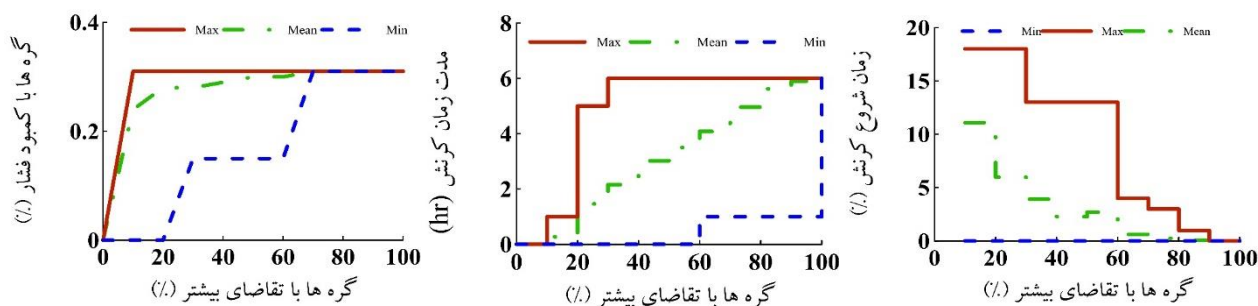 0.4
0.2
0
Max Mean Min
گره ها با کمبود فشار (٪)
0 20 40 60 80 100
گره ها با تقاضای بیشتر (٪)
8
6
4
2
0
Max Mean Min
مدت زمان کرنش (hr)
0 20 40 60 80 100
گره ها با تقاضای بیشتر (٪)
20
15
10
5
0
Min Max Mean
زمان شروع کرنش (٪)
0 20 40 60 80 100
گره ها با تقاضای بیشتر (٪)